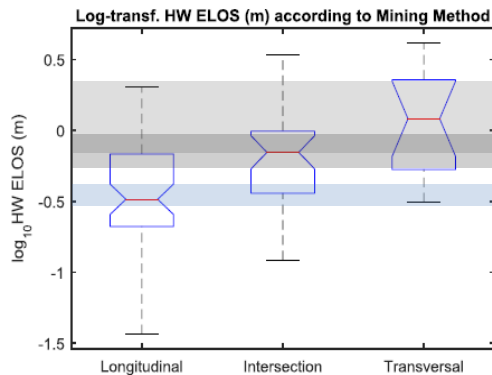 Log-transf. HW ELOS (m) according to Mining Method
log10HW ELOS (m)
0.5
0
-0.5
-1
-1.5
Longitudinal Intersection Transversal